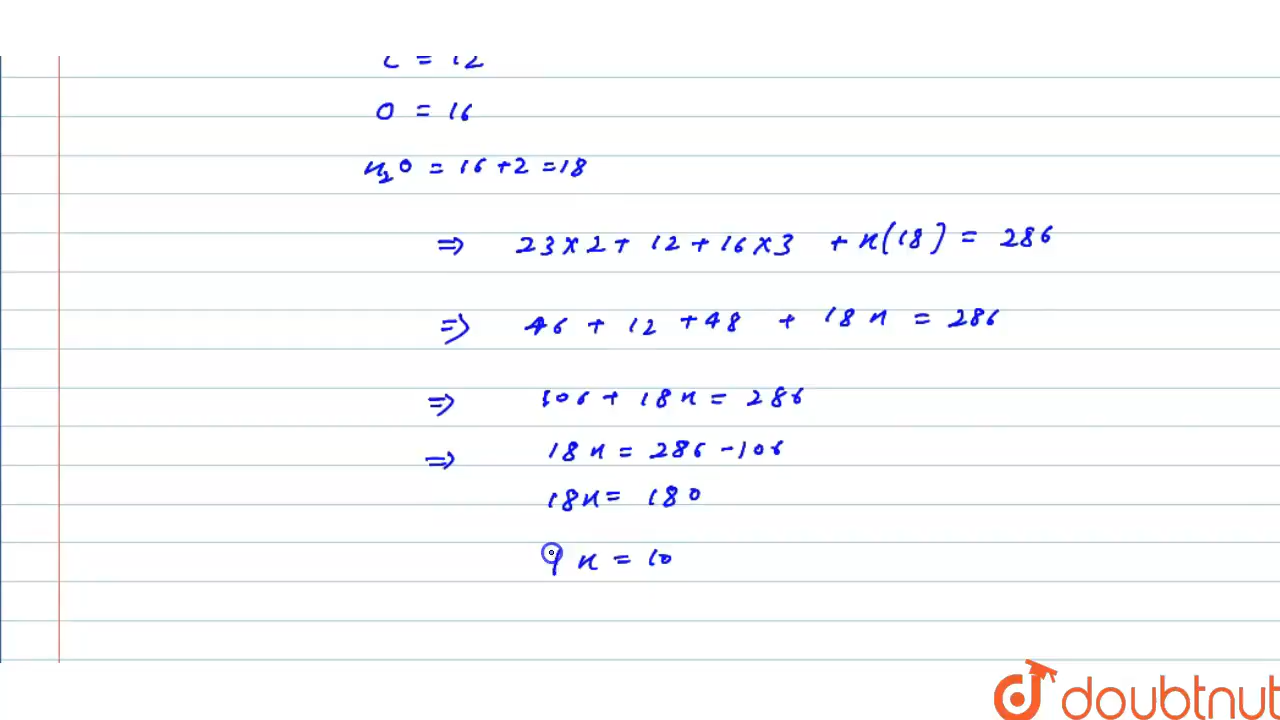 C = 12
O = 16
H₂O = 16 + 2 = 18
⇒ 23 × 2 + 12 + 16 × 3 + x(18) = 286
⇒ 46 + 12 + 48 + 18x = 286
⇒ 106 + 18x = 286
⇒ 18x = 286 - 106
18x = 180
x = 10
doubtnut